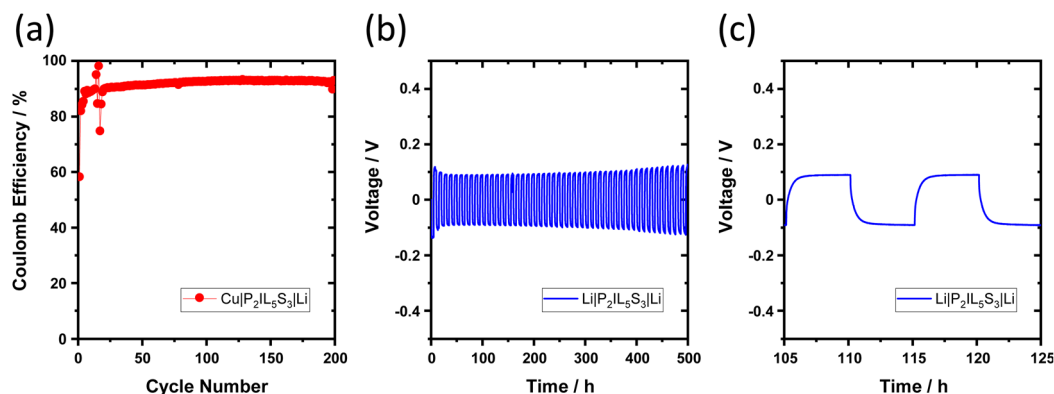 (a)
(b)
(c)
Coulomb Efficiency / %
100
80
60
40
20
0
0
50
100
150
200
Cycle Number
Cu|P₂IL₅S₃|Li
Voltage / V
0.4
0.2
0
-0.2
-0.4
0
100
200
300
400
500
Time / h
Li|P₂IL₅S₃|Li
Voltage / V
0.4
0.2
0
-0.2
-0.4
105
110
115
120
125
Time / h
Li|P₂IL₅S₃|Li